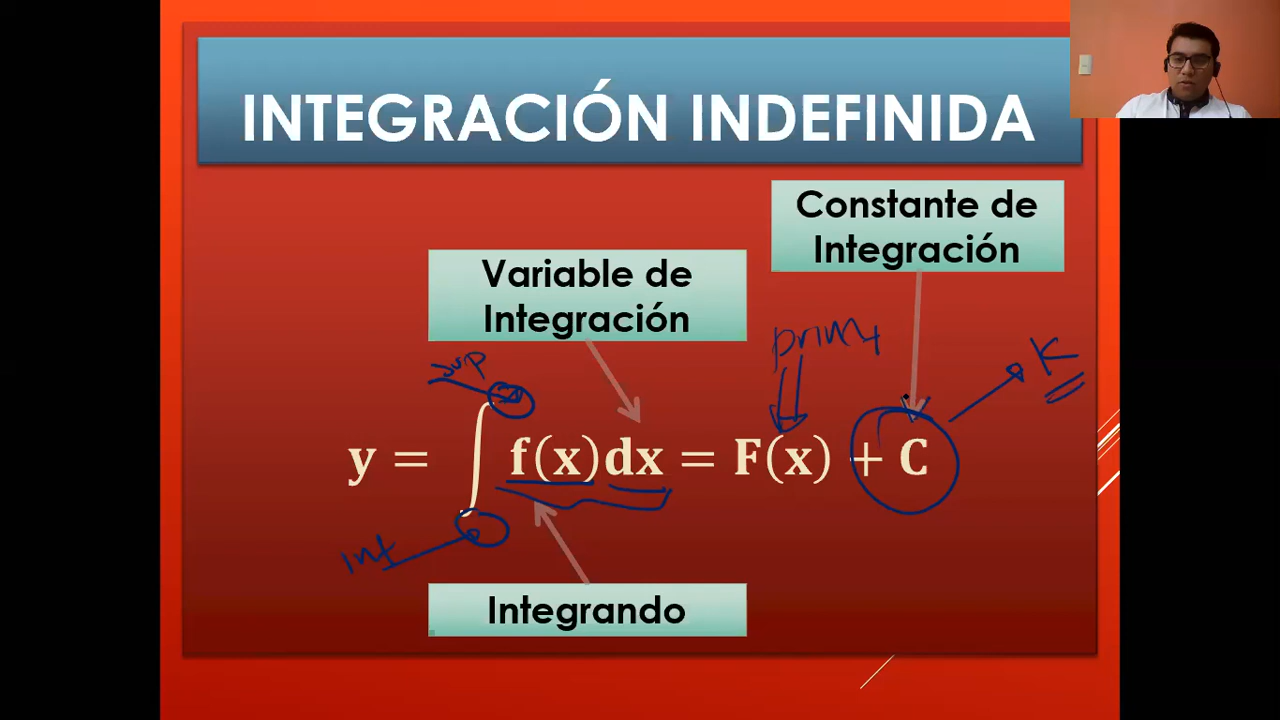 INTEGRACIÓN INDEFINIDA
Constante de
Integración
Variable de
Integración
prim
K
sup
y = ∫ f(x)dx = F(x) + C
inf
Integrando